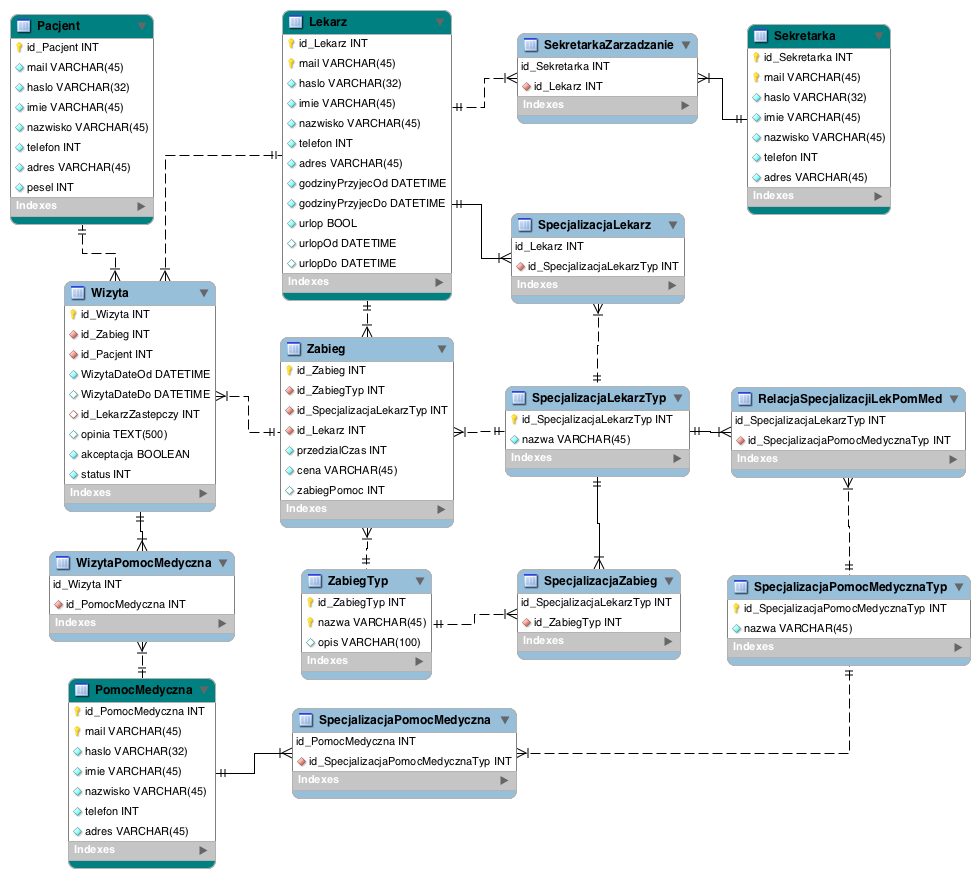 Pacjent
id_Pacjent INT
mail VARCHAR(45)
haslo VARCHAR(32)
imie VARCHAR(45)
nazwisko VARCHAR(45)
telefon INT
adres VARCHAR(45)
pesel INT
Indexes
Lekarz
id_Lekarz INT
mail VARCHAR(45)
haslo VARCHAR(32)
imie VARCHAR(45)
nazwisko VARCHAR(45)
telefon INT
adres VARCHAR(45)
godzinyPrzyjecOd DATETIME
godzinyPrzyjecDo DATETIME
urlop BOOL
urlopOd DATETIME
urlopDo DATETIME
Indexes
SekretarkaZarzadzanie
id_Sekretarka INT
id_Lekarz INT
Indexes
Sekretarka
id_Sekretarka INT
mail VARCHAR(45)
haslo VARCHAR(32)
imie VARCHAR(45)
nazwisko VARCHAR(45)
telefon INT
adres VARCHAR(45)
Indexes
SpecjalizacjaLekarz
id_Lekarz INT
id_SpecjalizacjaLekarzTyp INT
Indexes
Wizyta
id_Wizyta INT
id_Zabieg INT
id_Pacjent INT
WizytaDateOd DATETIME
WizytaDateDo DATETIME
id_LekarzZastepczy INT
opinia TEXT(500)
akceptacja BOOLEAN
status INT
Indexes
Zabieg
id_Zabieg INT
id_ZabiegTyp INT
id_SpecjalizacjaLekarzTyp INT
id_Lekarz INT
przedzialCzas INT
cena VARCHAR(45)
zabiegPomoc INT
Indexes
SpecjalizacjaLekarzTyp
id_SpecjalizacjaLekarzTyp INT
nazwa VARCHAR(45)
Indexes
RelacjaSpecjalizacjiLekPomMed
id_SpecjalizacjaLekarzTyp INT
id_SpecjalizacjaPomocMedycznaTyp INT
Indexes
WizytaPomocMedyczna
id_Wizyta INT
id_PomocMedyczna INT
Indexes
ZabiegTyp
id_ZabiegTyp INT
nazwa VARCHAR(45)
opis VARCHAR(100)
Indexes
SpecjalizacjaZabieg
id_SpecjalizacjaLekarzTyp INT
id_ZabiegTyp INT
Indexes
SpecjalizacjaPomocMedycznaTyp
id_SpecjalizacjaPomocMedycznaTyp INT
nazwa VARCHAR(45)
Indexes
PomocMedyczna
id_PomocMedyczna INT
mail VARCHAR(45)
haslo VARCHAR(32)
imie VARCHAR(45)
nazwisko VARCHAR(45)
telefon INT
adres VARCHAR(45)
Indexes
SpecjalizacjaPomocMedyczna
id_PomocMedyczna INT
id_SpecjalizacjaPomocMedycznaTyp INT
Indexes